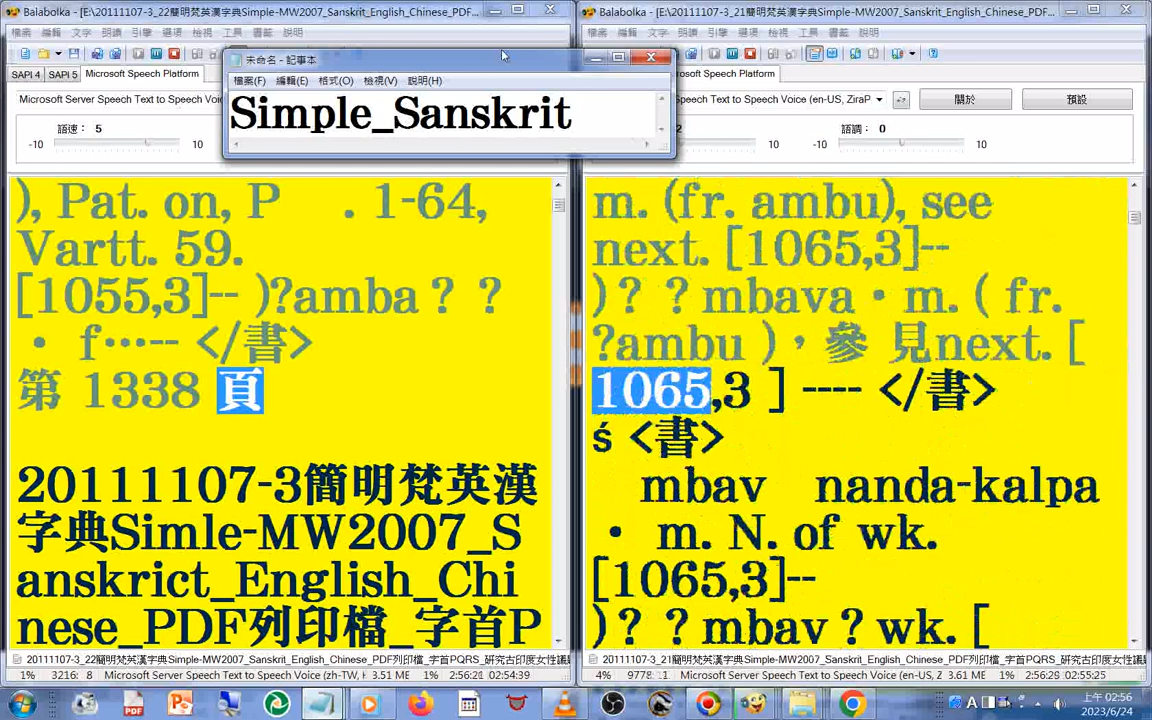 Balabolka - [E:\20111107-3_22簡明梵英漢字典Simple-MW2007_Sanskrit_English_Chinese_PDF...
檔案 編輯 文字 朗讀 引擎 選項 檢視 工具 書籤 說明
SAPI 4 SAPI 5 Microsoft Speech Platform
Microsoft Server Speech Text to Speech Voi
語速: 5
-10 10
), Pat. on, P . 1-64,
Vartt. 59.
[1055,3]-- )?amba ? ?
• f…-- </書>
第 1338 頁
20111107-3簡明梵英漢
字典Simle-MW2007_S
anskrict_English_Chi
nese_PDF列印檔_字首P
20111107-3_22簡明梵英漢字典Simple-MW2007_Sanskrit_English_Chinese_PDF列印檔_字首PQRS_研究古印度女性議題
1% 3216: 8 Microsoft Server Speech Text to Speech Voice (zh-TW, 3.51 MB 1% 2:56:2 02:54:39
未命名 - 記事本
檔案(F) 編輯(E) 格式(O) 檢視(V) 說明(H)
Simple_Sanskrit
Balabolka - [E:\20111107-3_21簡明梵英漢字典Simple-MW2007_Sanskrit_English_Chinese_PDF...
檔案 編輯 文字 朗讀 引擎 選項 檢視 工具 書籤 說明
Speech Platform
Speech Text to Speech Voice (en-US, ZiraP 關於 預設
2 語調: 0
10 -10 10
m. (fr. ambu), see
next. [1065,3]--
)? ? mbava • m. ( fr.
?ambu )，參 見next. [
1065,3 ] ---- </書>
ś <書>
mbav nanda-kalpa
• m. N. of wk.
[1065,3]--
)? ? mbav ? wk. [
20111107-3_21簡明梵英漢字典Simple-MW2007_Sanskrit_English_Chinese_PDF列印檔_字首PQRS_研究古印度女性議
4% 9778: Microsoft Server Speech Text to Speech Voice (en-US, 3.61 MB 1% 2:56:2 02:55:25
上午 02:56
2023/6/24